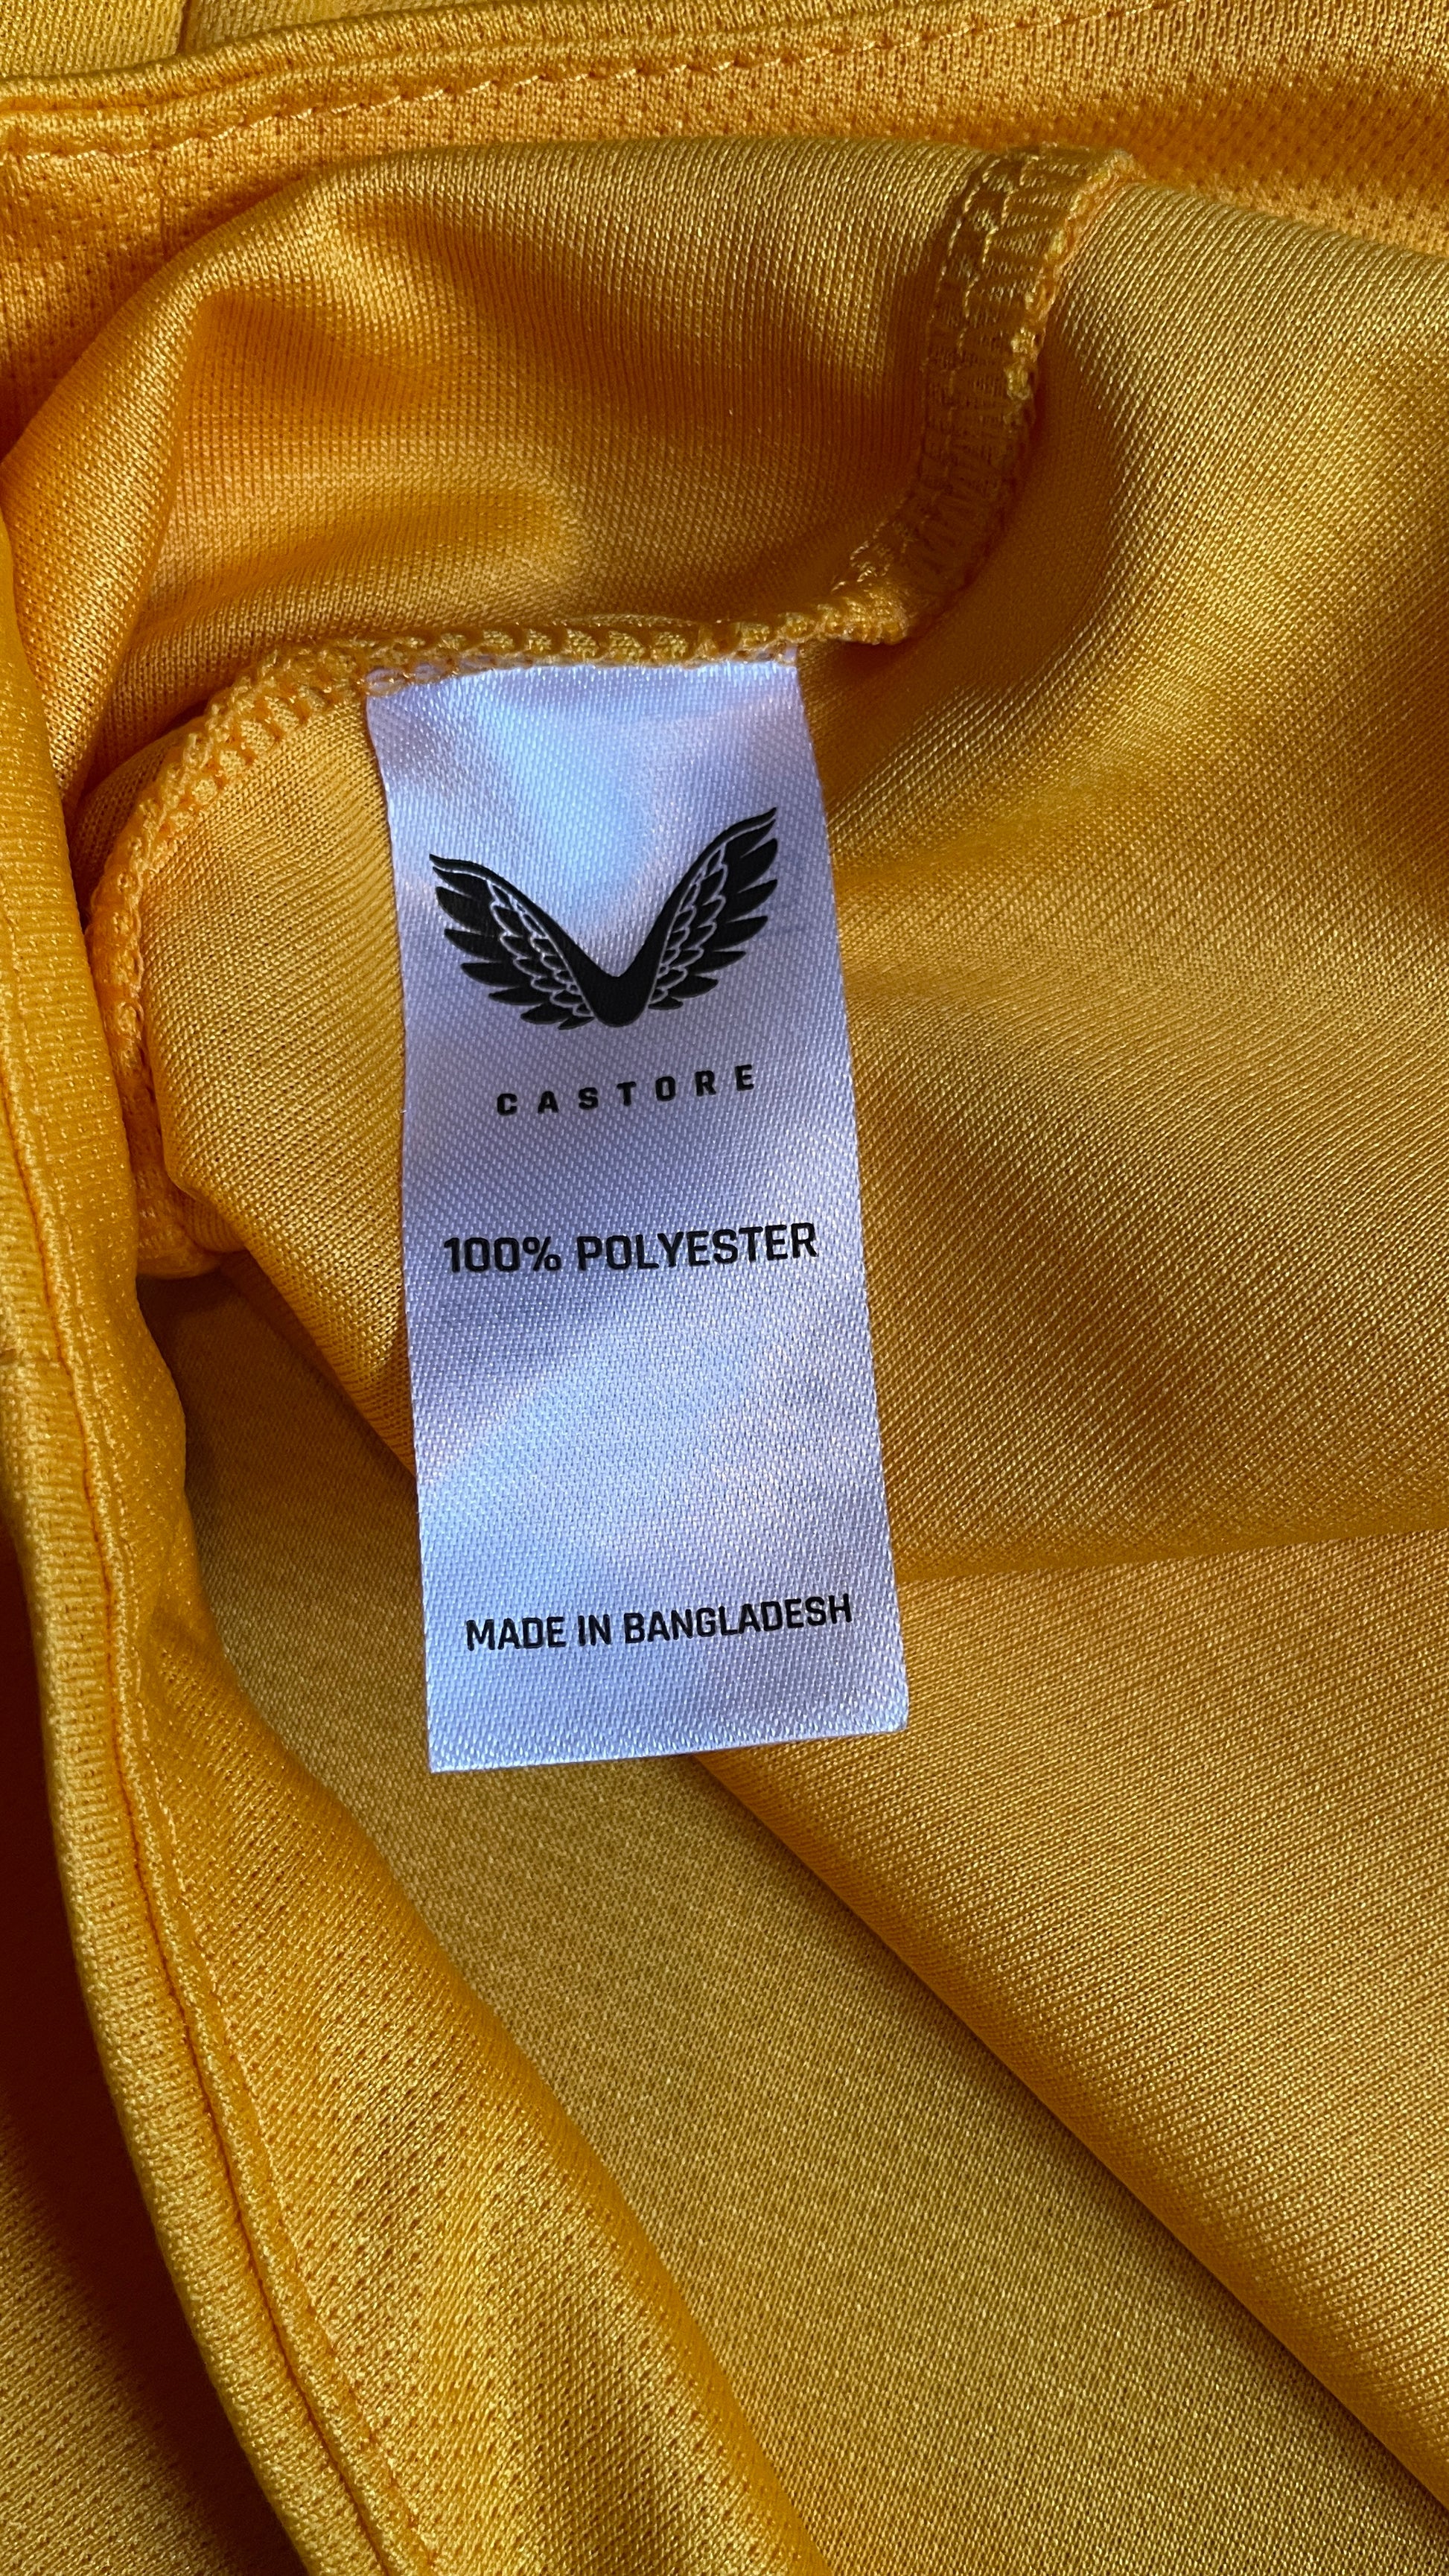 CASTORE
100% POLYESTER
MADE IN BANGLADESH